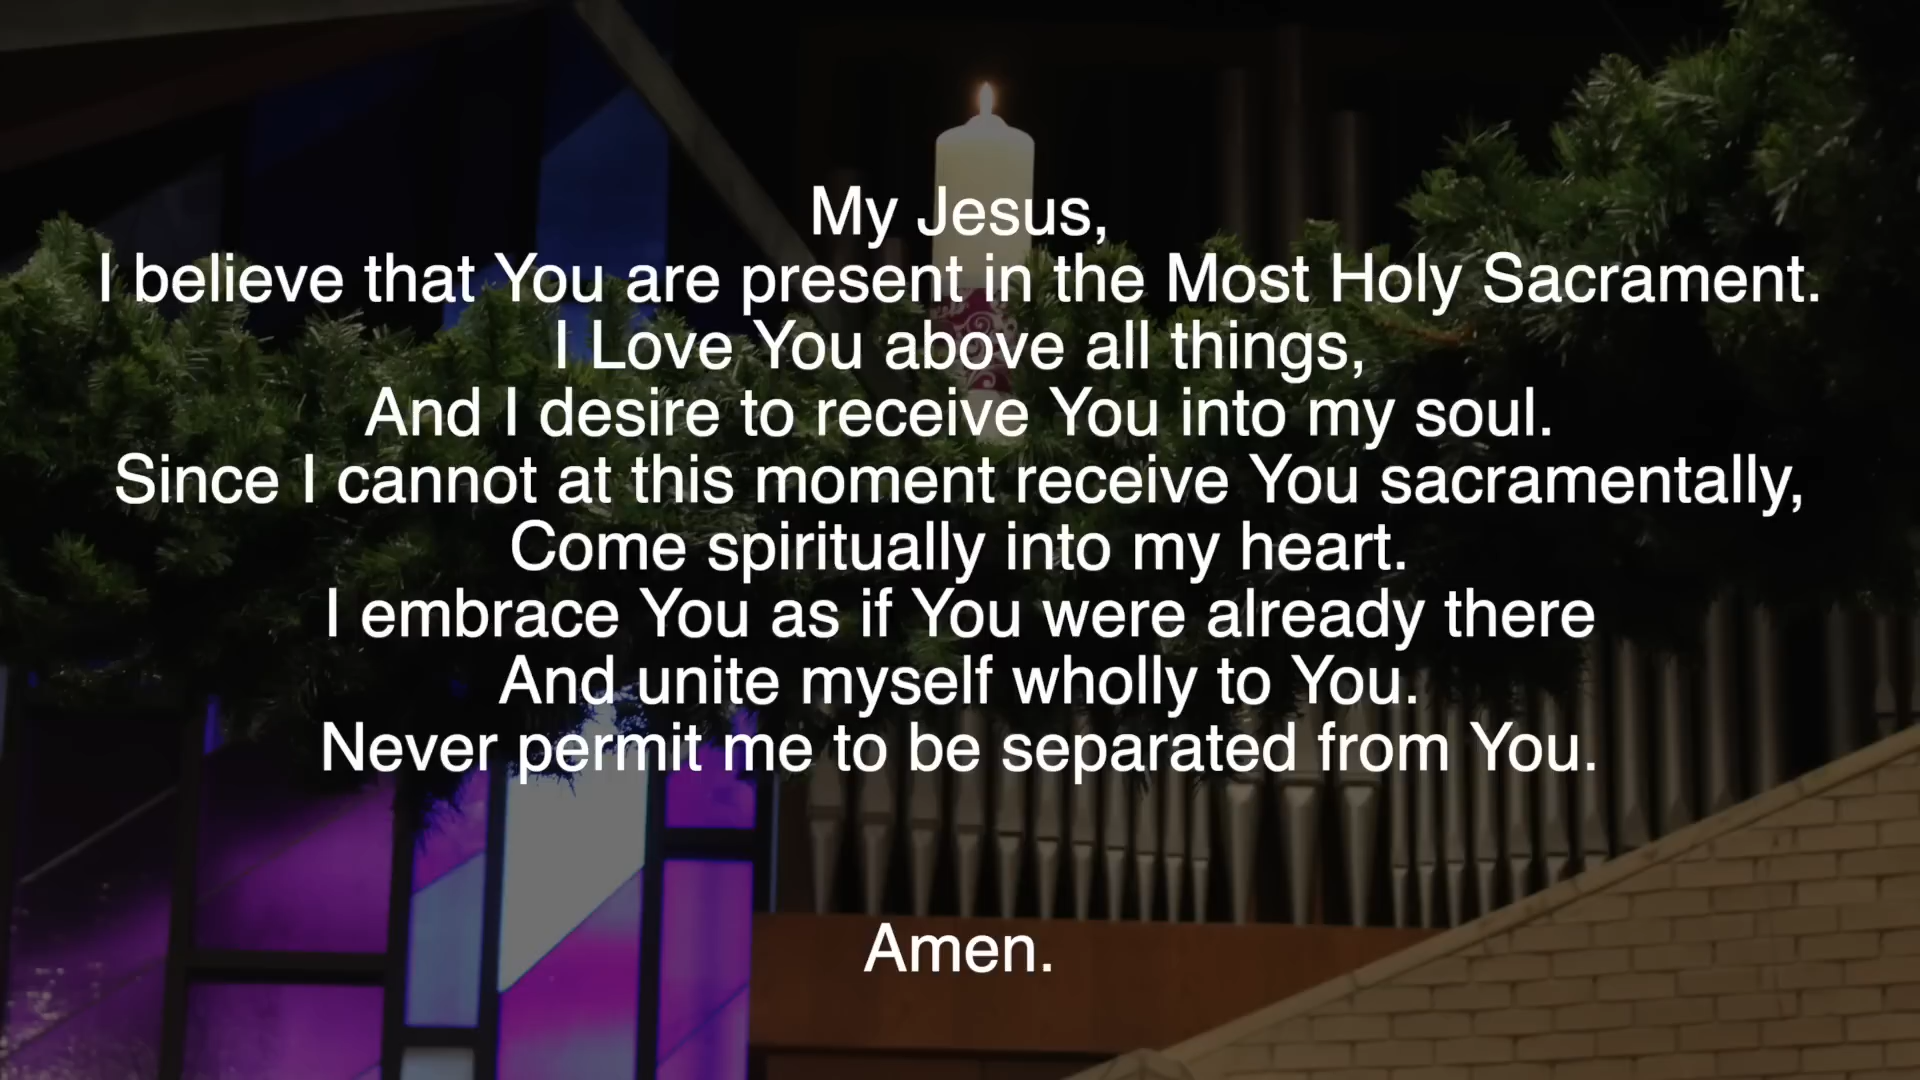 My Jesus,
I believe that You are present in the Most Holy Sacrament.
I Love You above all things,
And I desire to receive You into my soul.
Since I cannot at this moment receive You sacramentally,
Come spiritually into my heart.
I embrace You as if You were already there
And unite myself wholly to You.
Never permit me to be separated from You.
Amen.